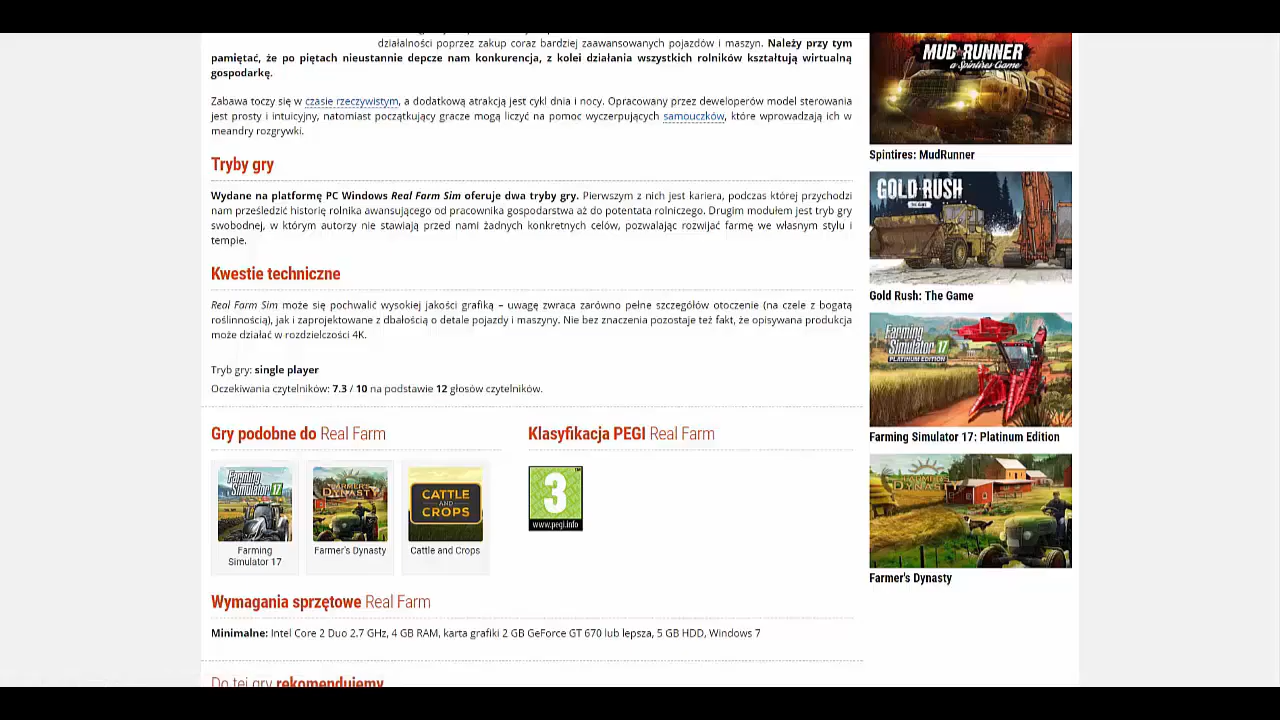 działalności poprzez zakup coraz bardziej zaawansowanych pojazdów i maszyn. Należy przy tym
pamiętać, że po piętach nieustannie depcze nam konkurencja, z kolei działania wszystkich rolników kształtują wirtualną
gospodarkę.
Zabawa toczy się w czasie rzeczywistym, a dodatkową atrakcją jest cykl dnia i nocy. Opracowany przez deweloperów model sterowania
jest prosty i intuicyjny, natomiast początkujący gracze mogą liczyć na pomoc wyczerpujących samouczków, które wprowadzają ich w
meandry rozgrywki.
Tryby gry
Wydane na platformę PC Windows Real Farm Sim oferuje dwa tryby gry. Pierwszym z nich jest kariera, podczas której przychodzi
nam prześledzić historię rolnika awansującego od pracownika gospodarstwa aż do potentata rolniczego. Drugim modułem jest tryb gry
swobodnej, w którym autorzy nie stawiają przed nami żadnych konkretnych celów, pozwalając rozwijać farmę we własnym stylu i
tempie.
Kwestie techniczne
Real Farm Sim może się pochwalić wysokiej jakości grafiką – uwagę zwraca zarówno pełne szczegółów otoczenie (na czele z bogatą
roślinnością), jak i zaprojektowane z dbałością o detale pojazdy i maszyny. Nie bez znaczenia pozostaje też fakt, że opisywana produkcja
może działać w rozdzielczości 4K.
Tryb gry: single player
Oczekiwania czytelników: 7.3 / 10 na podstawie 12 głosów czytelników.
Gry podobne do Real Farm
Farming
Simulator 17
Farming
Simulator 17
FARMER'S
DYNASTY
Farmer's Dynasty
CATTLE
AND
CROPS
Cattle and Crops
Klasyfikacja PEGI Real Farm
3
www.pegi.info
Wymagania sprzętowe Real Farm
Minimalne: Intel Core 2 Duo 2.7 GHz, 4 GB RAM, karta grafiki 2 GB GeForce GT 670 lub lepsza, 5 GB HDD, Windows 7
Do tej gry rekomendujemy
MUD RUNNER
a Spintires Game
Spintires: MudRunner
GOLD RUSH
THE GAME
Gold Rush: The Game
Farming
Simulator 17
PLATINUM EDITION
Farming Simulator 17: Platinum Edition
FARMER'S
DYNASTY
Farmer's Dynasty